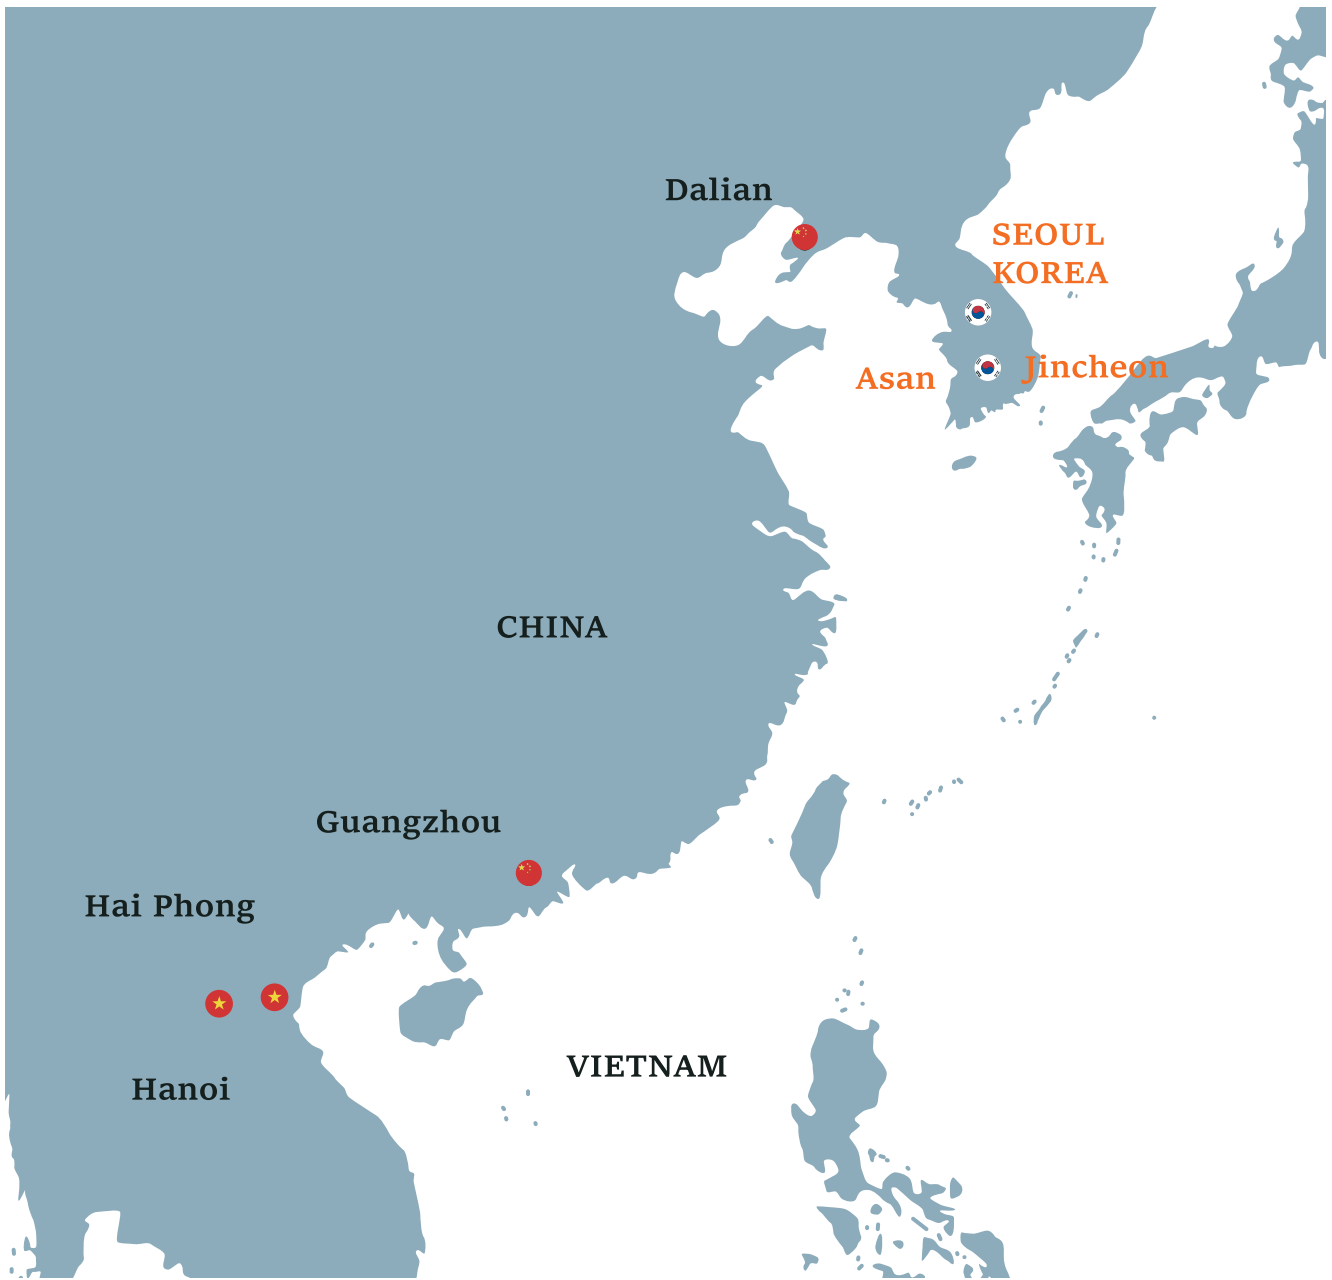 Dalian
SEOUL
KOREA
Jincheon
Asan
CHINA
Guangzhou
Hai Phong
VIETNAM
Hanoi